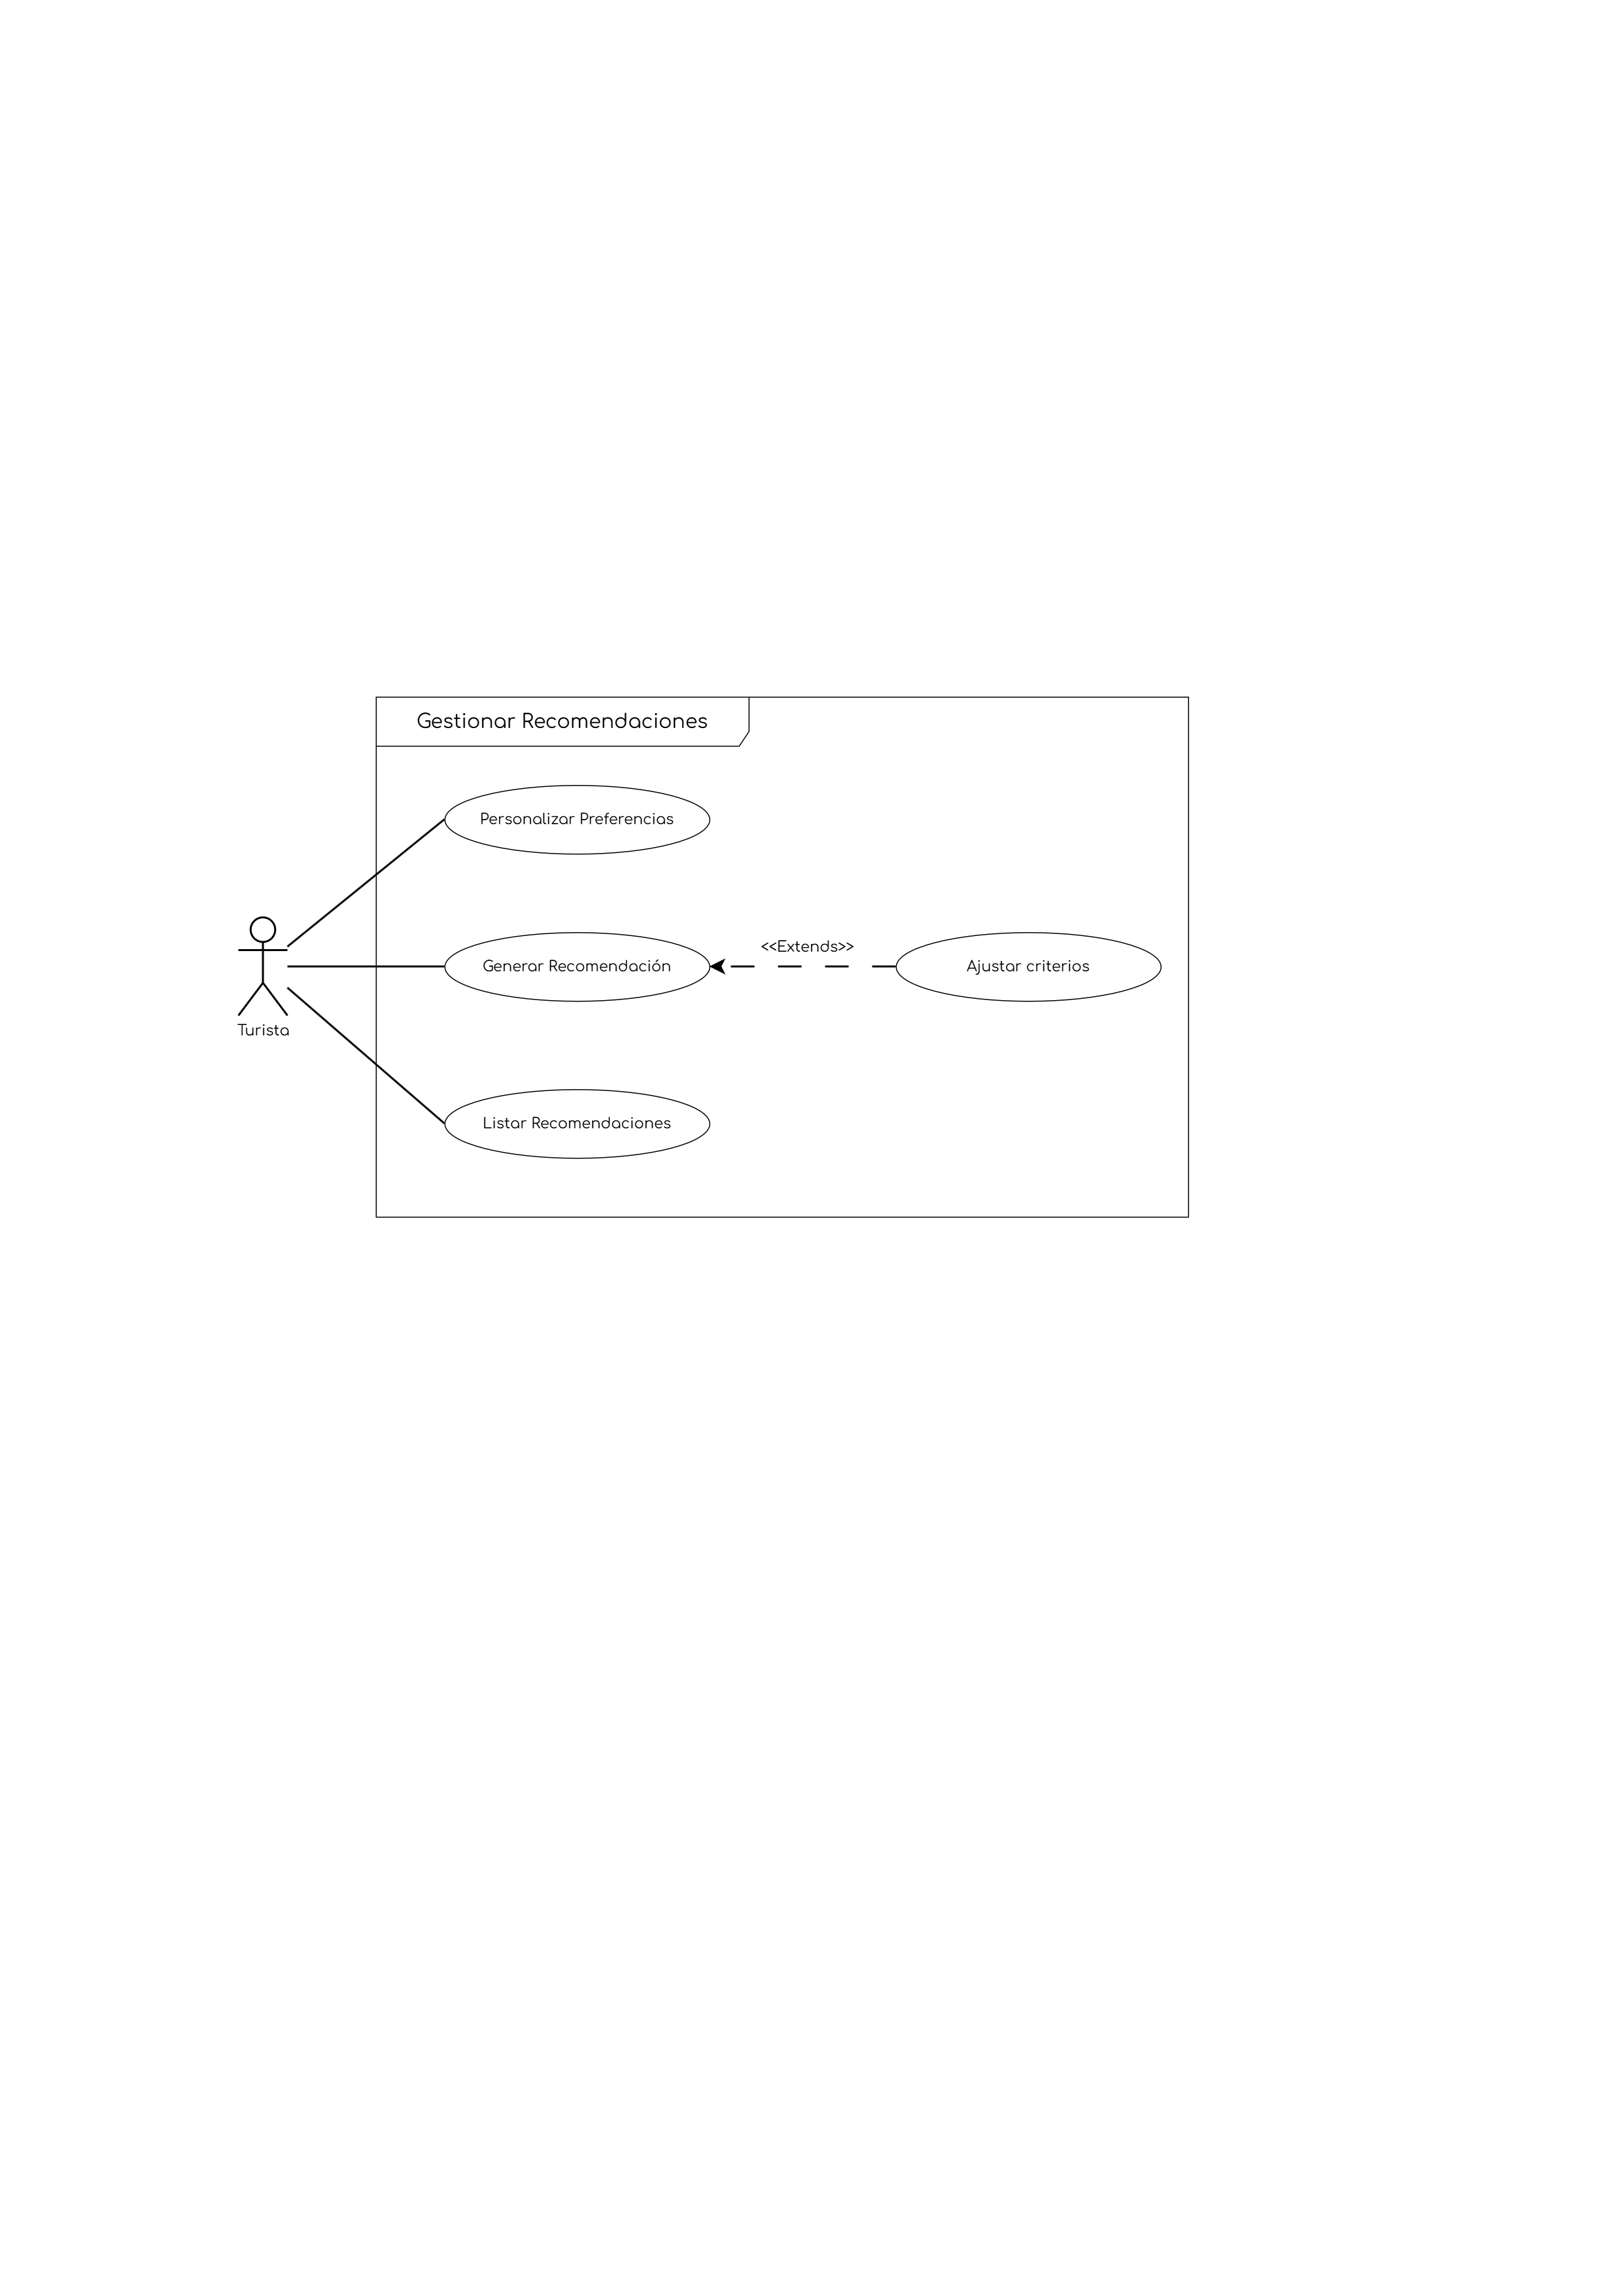 Gestionar Recomendaciones
Personalizar Preferencias
<<Extends>>
Generar Recomendación
Ajustar criterios
Turista
Listar Recomendaciones